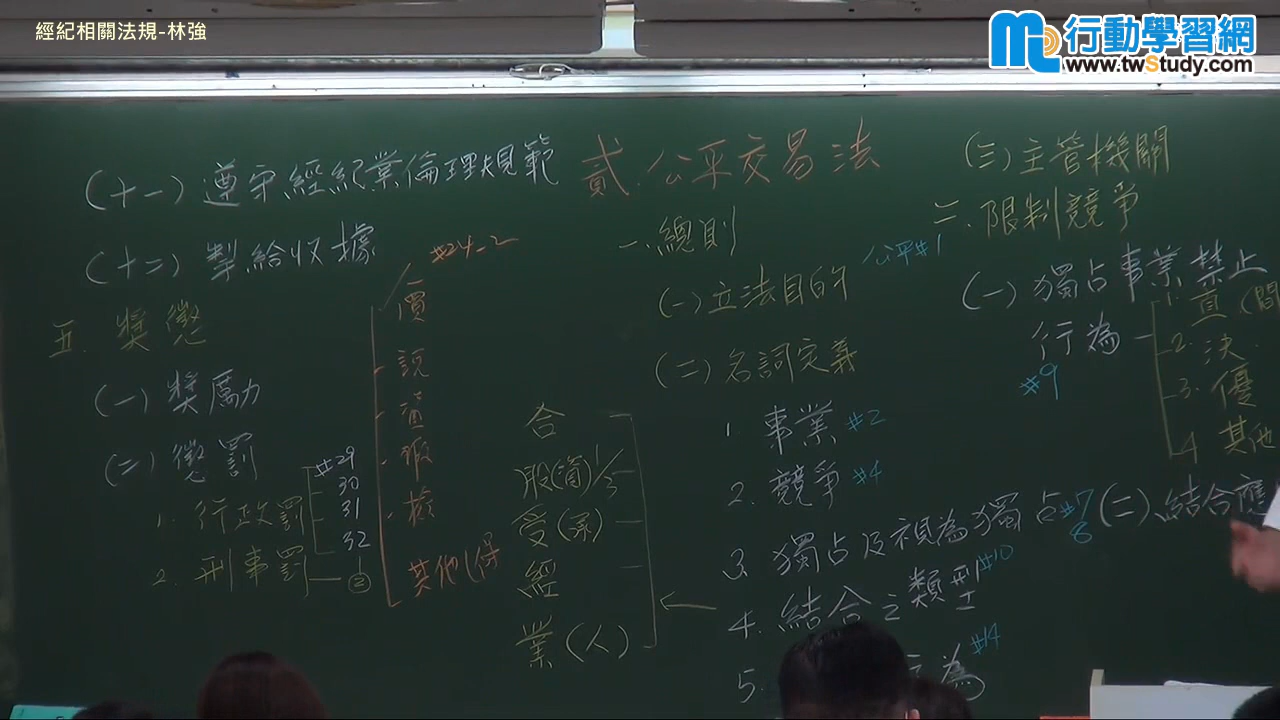 經紀相關法規-林強
行動學習網
www.twStudy.com
(十一)遵守經紀業倫理規範
(十二)掣給收據
五.獎懲
(一)獎勵
(二)懲罰
1.行政罰
#29
30
31
32
2.刑事罰
#24-2
價
說
其他(保
貳.公平交易法
一.總則
(一)立法目的
公平#1
(二)名詞定義
1.事業#2
2.競爭#4
3.獨占及視為獨占#7
8
4.結合之類型#10
5.
為#14
合
股(資)1/3
受(承)
經
業(人)
(三)主管機關
二.限制競爭
(一)獨占事業禁止
行為
#9
1.直(間
2.決
3.優
4.其他
(二)結合應